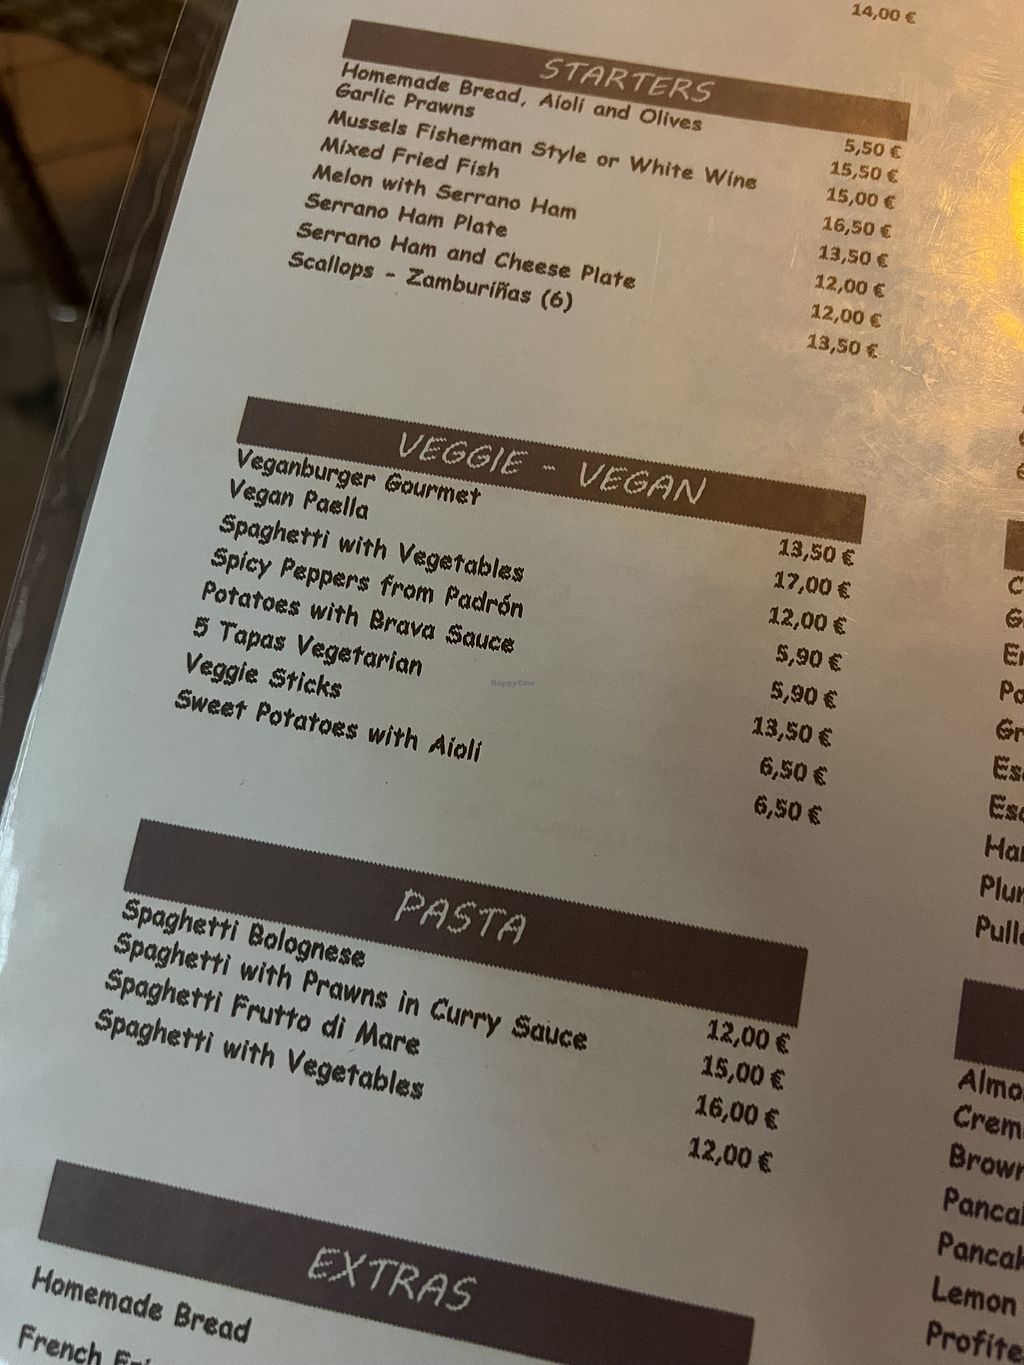 14,00 €
STARTERS
Homemade Bread, Aioli and Olives 5,50 €
Garlic Prawns 15,50 €
Mussels Fisherman Style or White Wine 15,00 €
Mixed Fried Fish 16,50 €
Melon with Serrano Ham 13,50 €
Serrano Ham Plate 12,00 €
Serrano Ham and Cheese Plate 12,00 €
Scallops - Zamburiñas (6) 13,50 €
VEGGIE - VEGAN
Veganburger Gourmet 13,50 €
Vegan Paella 17,00 €
Spaghetti with Vegetables 12,00 €
Spicy Peppers from Padrón 5,90 €
Potatoes with Brava Sauce 5,90 €
5 Tapas Vegetarian 13,50 €
Veggie Sticks 6,50 €
Sweet Potatoes with Aioli 6,50 €
HappyCow
PASTA
Spaghetti Bolognese 12,00 €
Spaghetti with Prawns in Curry Sauce 15,00 €
Spaghetti Frutto di Mare 16,00 €
Spaghetti with Vegetables 12,00 €
EXTRAS
Homemade Bread
French
Lemon